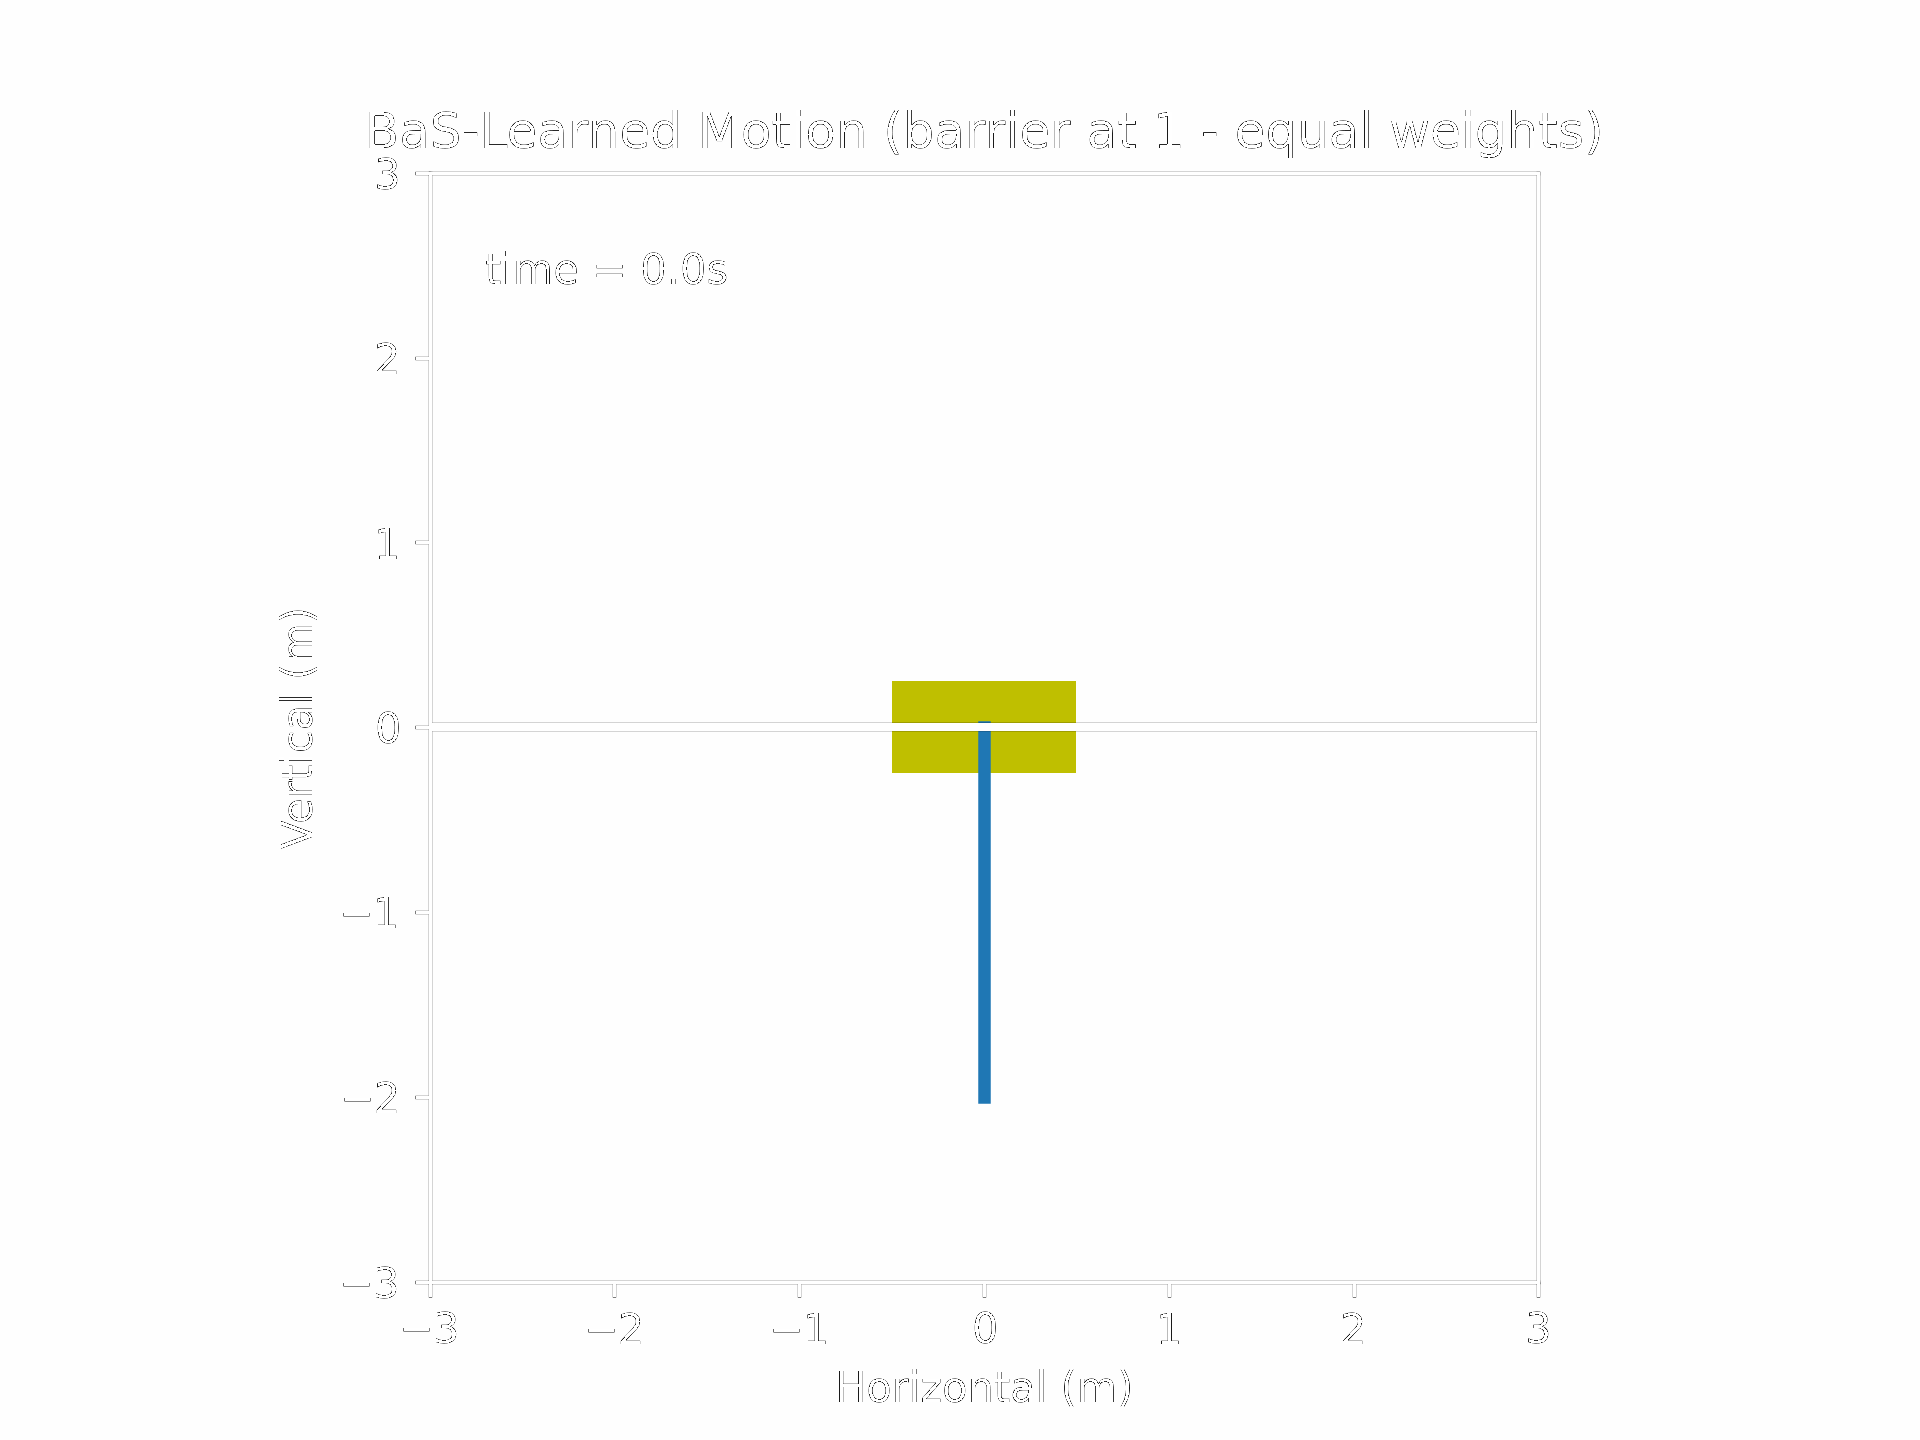 BaS-Learned Motion (barrier at 1 - equal weights)
3
time = 0.0s
2
1
Vertical (m)
0
−1
−2
−3
−3 −2 −1 0 1 2 3
Horizontal (m)